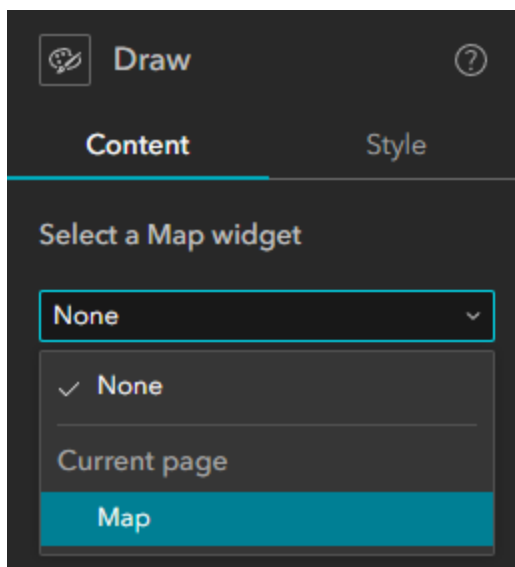 Draw
?
Content Style
Select a Map widget
None
None
Current page
Map